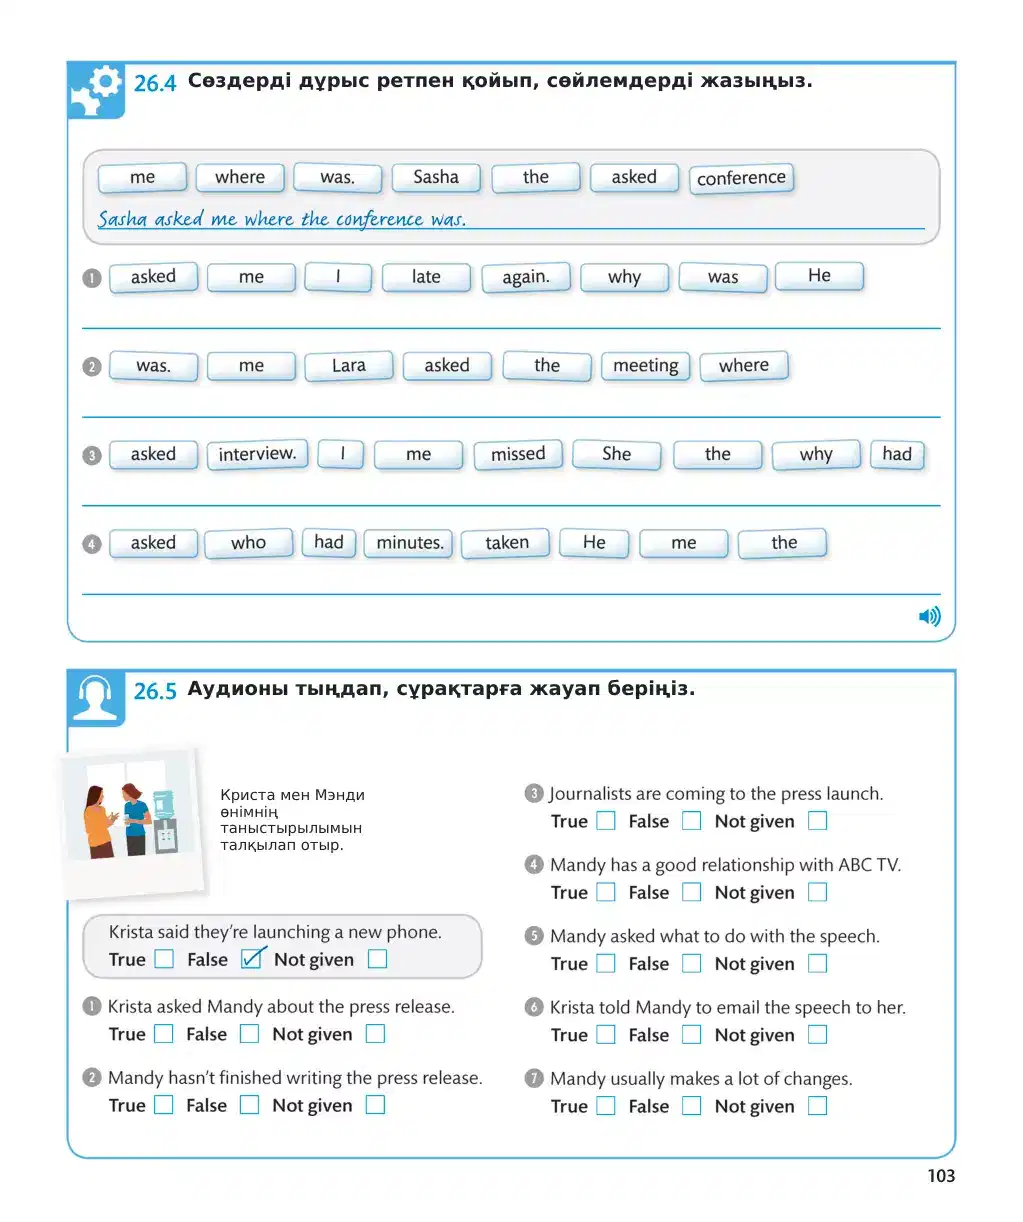 26.4 Сөздерді дұрыс ретпен қойып, сөйлемдерді жазыңыз.
me where was. Sasha the asked conference
Sasha asked me where the conference was.
1 asked me I late again. why was He
2 was. me Lara asked the meeting where
3 asked interview. I me missed She the why had
4 asked who had minutes. taken He me the
26.5 Аудионы тыңдап, сұрақтарға жауап беріңіз.
Криста мен Мэнди
өнімнің
таныстырылымын
талқылап отыр.
Krista said they're launching a new phone.
True False Not given
1 Krista asked Mandy about the press release.
True False Not given
2 Mandy hasn't finished writing the press release.
True False Not given
3 Journalists are coming to the press launch.
True False Not given
4 Mandy has a good relationship with ABC TV.
True False Not given
5 Mandy asked what to do with the speech.
True False Not given
6 Krista told Mandy to email the speech to her.
True False Not given
7 Mandy usually makes a lot of changes.
True False Not given
103